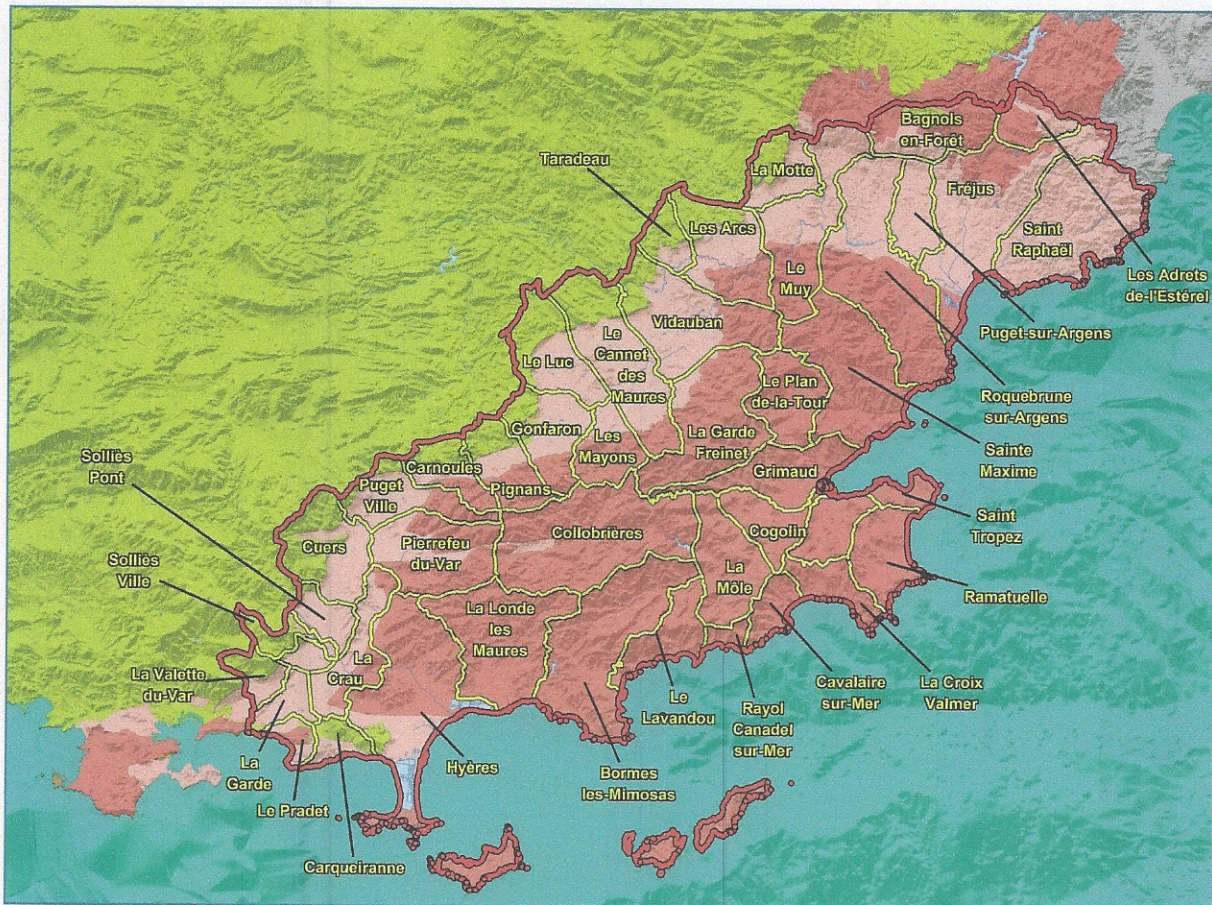 Bagnols
en-Forêt
Taradeau
La Motte
Fréjus
Les Arcs
Saint
Raphaël
Le
Muy
Les Adrets
de-l'Estérel
Vidauban
Puget-sur-Argens
Le
Cannet
des
Maures
Le Luc
Le Plan
de-la-Tour
Roquebrune
sur-Argens
Gonfaron
Les
Mayons
La Garde
Freinet
Sainte
Maxime
Solliès
Pont
Carnoules
Grimaud
Puget
Ville
Pignans
Saint
Tropez
Collobrières
Cogolin
Cuers
Pierrefeu
du-Var
Solliès
Ville
La
Môle
Ramatuelle
La Londe
les
Maures
La
Crau
La Valette
du-Var
Le
Lavandou
Rayol
Canadel
sur-Mer
Cavalaire
sur-Mer
La Croix
Valmer
La
Garde
Hyères
Bormes
les-Mimosas
Le Pradet
Carqueiranne